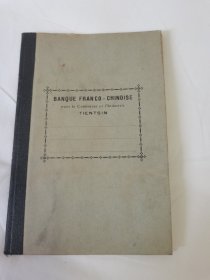 BANQUE FRANCO-CHINOISE
pour le Commerce et l'Industrie
TIENTSIN